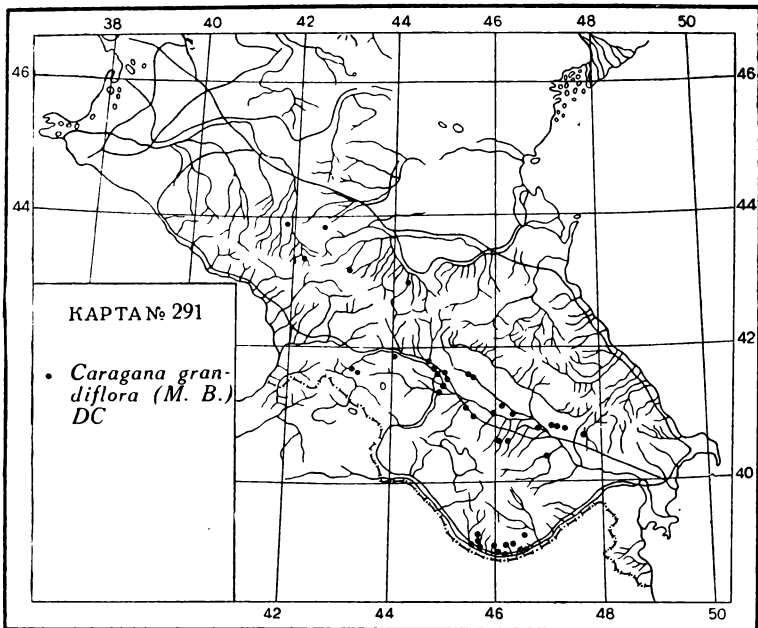 38 40 42 44 46 48 50
46 46
44 44
КАРТА № 291
42
• Caragana gran-
diflora (M. B.)
DC
40
42 44 46 48 50